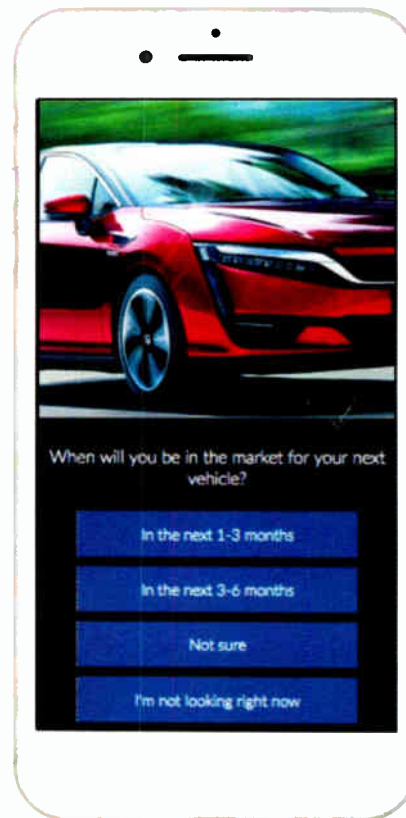 When will you be in the market for your next
vehicle?
In the next 1-3 months
In the next 3-6 months
Not sure
I'm not looking right now